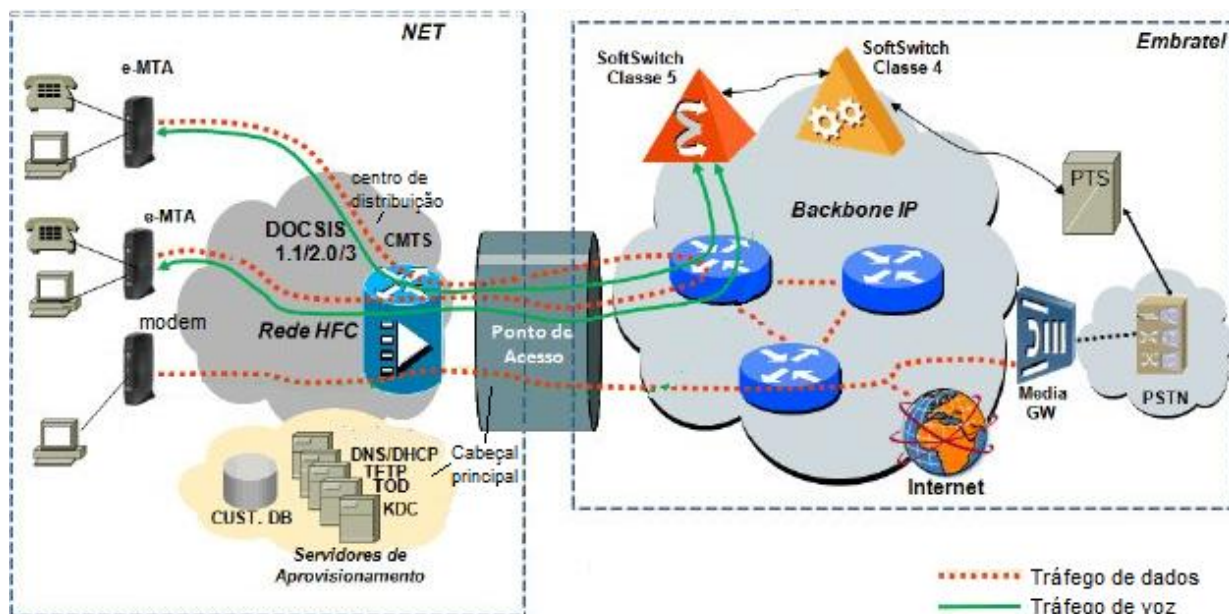 NET
e-MTA
centro de
distribuição
e-MTA
DOCSIS
1.1/2.0/3
CMTS
modem
Rede HFC
Ponto de
Acesso
DNS/DHCP
TFTP
TOD
KDC
Cabeçal
principal
CUST. DB
Servidores de
Aprovisionamento
Embratel
SoftSwitch
Classe 5
SoftSwitch
Classe 4
PTS
Backbone IP
Media
GW
PSTN
Internet
Tráfego de dados
Tráfego de voz